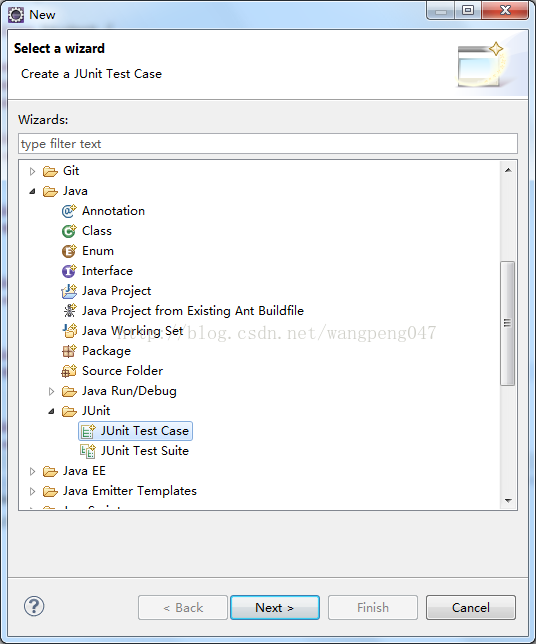 New
Select a wizard
Create a JUnit Test Case
Wizards:
type filter text
Git
Java
Annotation
Class
Enum
Interface
Java Project
Java Project from Existing Ant Buildfile
Java Working Set
http://blog.csdn.net/wangpeng047
Package
Source Folder
Java Run/Debug
JUnit
JUnit Test Case
JUnit Test Suite
Java EE
Java Emitter Templates
< Back
Next >
Finish
Cancel